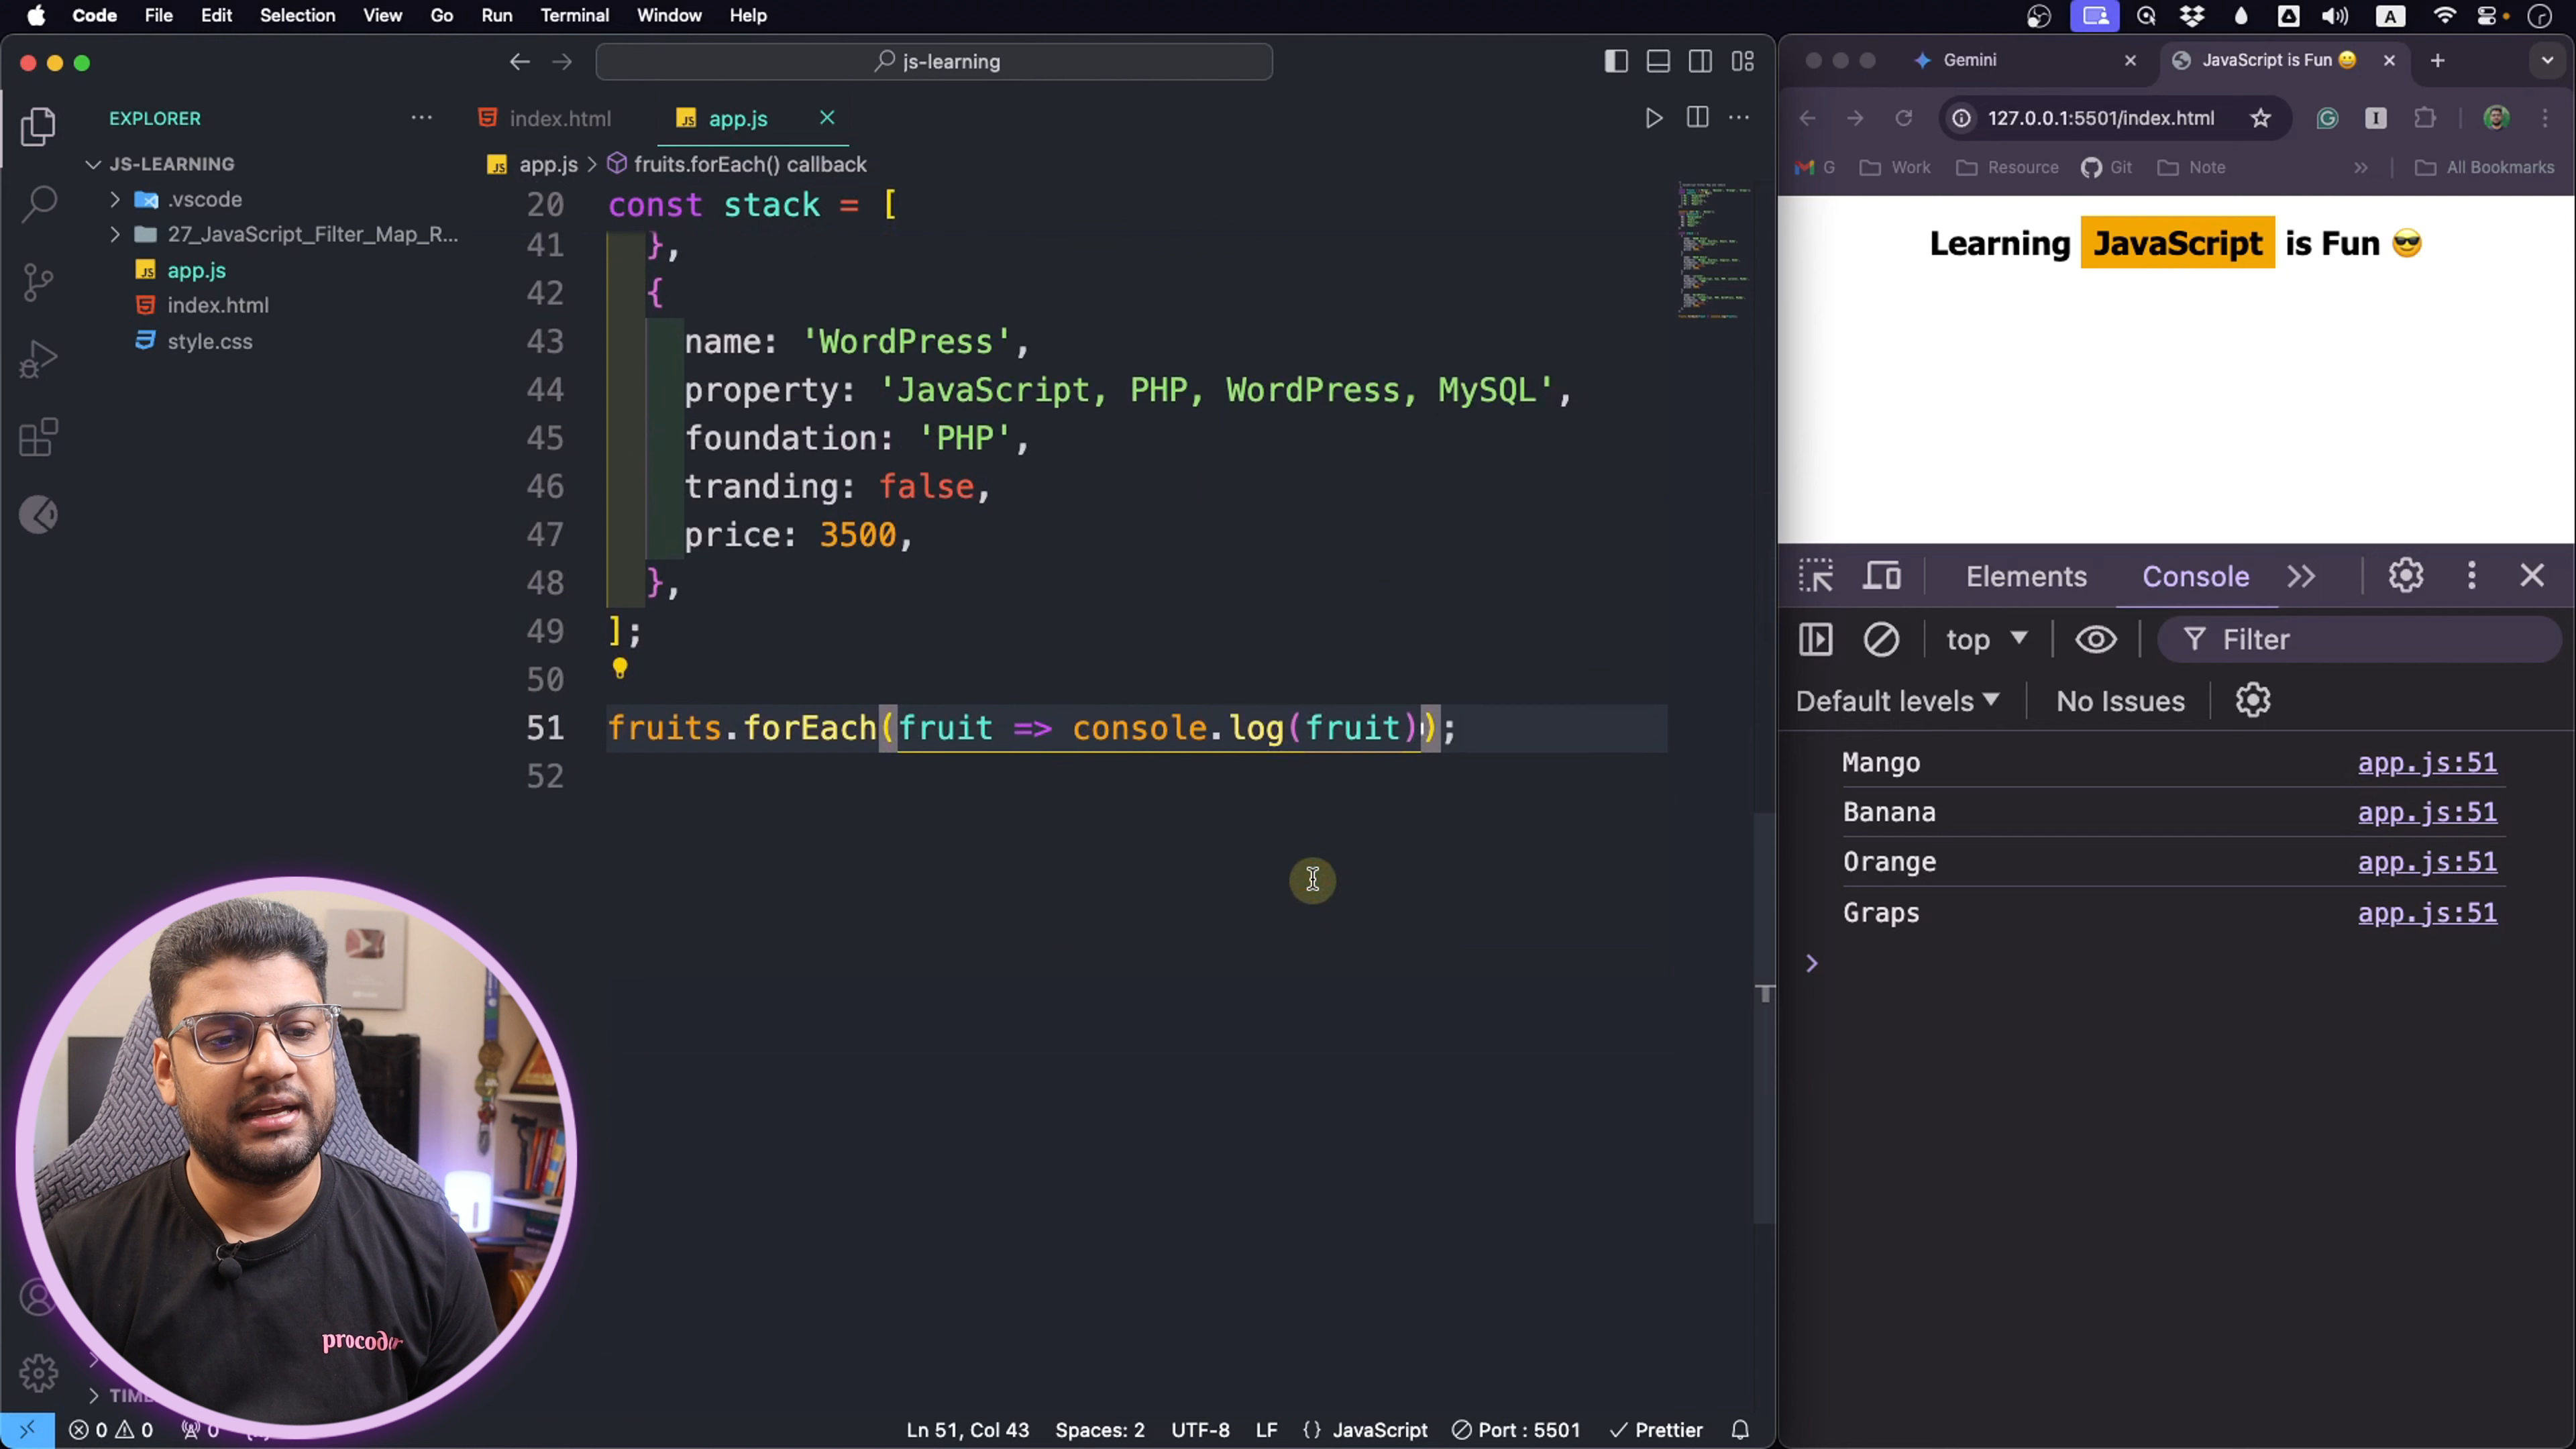 Code File Edit Selection View Go Run Terminal Window Help
js-learning
EXPLORER
JS-LEARNING
.vscode
27_JavaScript_Filter_Map_R...
app.js
index.html
style.css
index.html
app.js
app.js > fruits.forEach() callback
20 const stack = [
41 },
42 {
43 name: 'WordPress',
44 property: 'JavaScript, PHP, WordPress, MySQL',
45 foundation: 'PHP',
46 tranding: false,
47 price: 3500,
48 },
49 ];
50
51 fruits.forEach(fruit => console.log(fruit));
52
procoder
TIM
0 0 0
Ln 51, Col 43 Spaces: 2 UTF-8 LF {} JavaScript Port : 5501 Prettier
Gemini
JavaScript is Fun 😀
127.0.0.1:5501/index.html
G Work Resource Git Note >> All Bookmarks
Learning JavaScript is Fun 😎
Elements Console
top Filter
Default levels No Issues
Mango app.js:51
Banana app.js:51
Orange app.js:51
Graps app.js:51